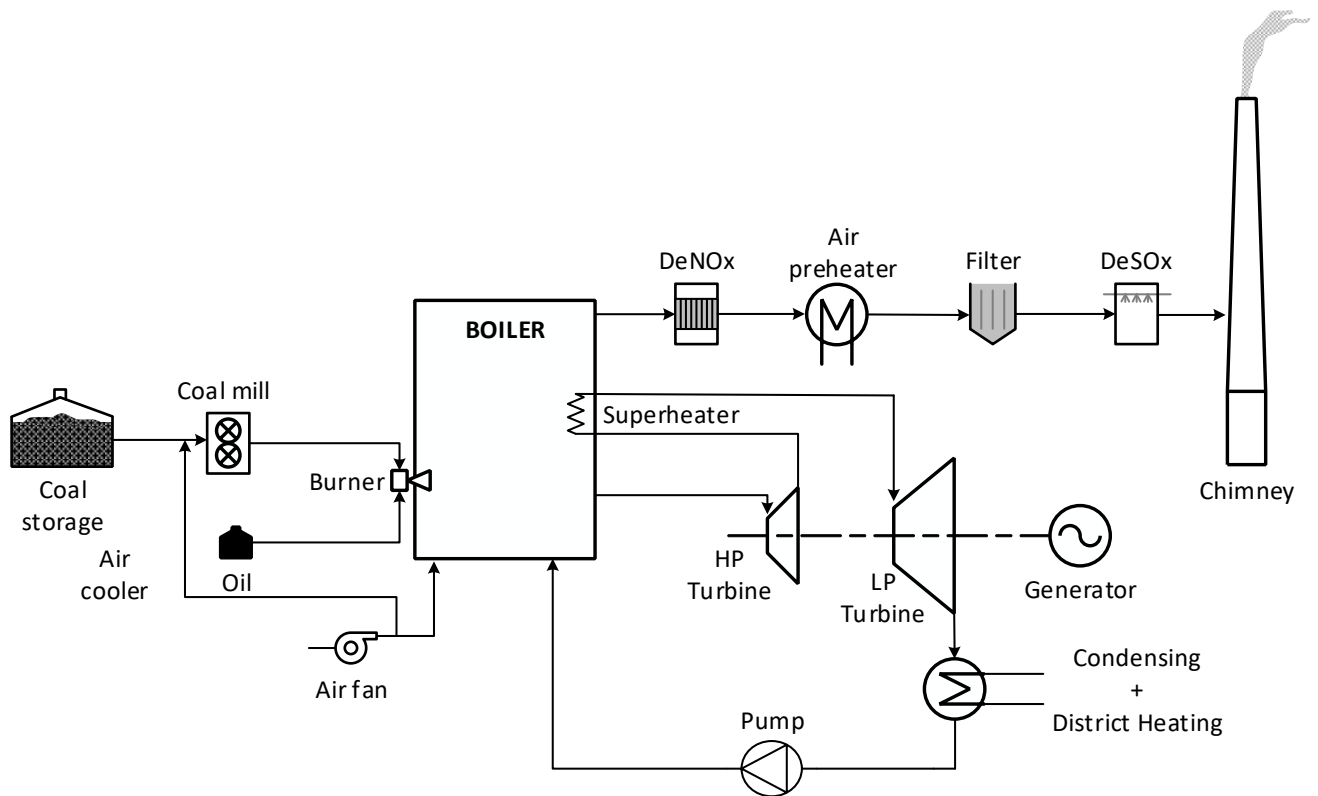 Air
preheater
DeNOx
Filter
DeSOx
BOILER
Coal mill
Superheater
Burner
Coal
storage
Chimney
Air
cooler
Oil
HP
Turbine
LP
Turbine
Generator
Air fan
Condensing
+
District Heating
Pump